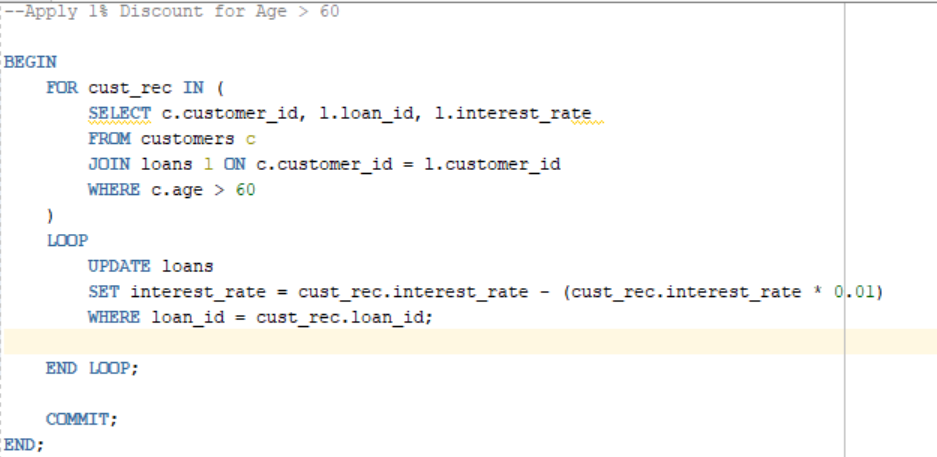 --Apply 1% Discount for Age > 60
BEGIN
    FOR cust_rec IN (
        SELECT c.customer_id, l.loan_id, l.interest_rate
        FROM customers c
        JOIN loans l ON c.customer_id = l.customer_id
        WHERE c.age > 60
    )
    LOOP
        UPDATE loans
        SET interest_rate = cust_rec.interest_rate - (cust_rec.interest_rate * 0.01)
        WHERE loan_id = cust_rec.loan_id;
    END LOOP;
    COMMIT;
END;